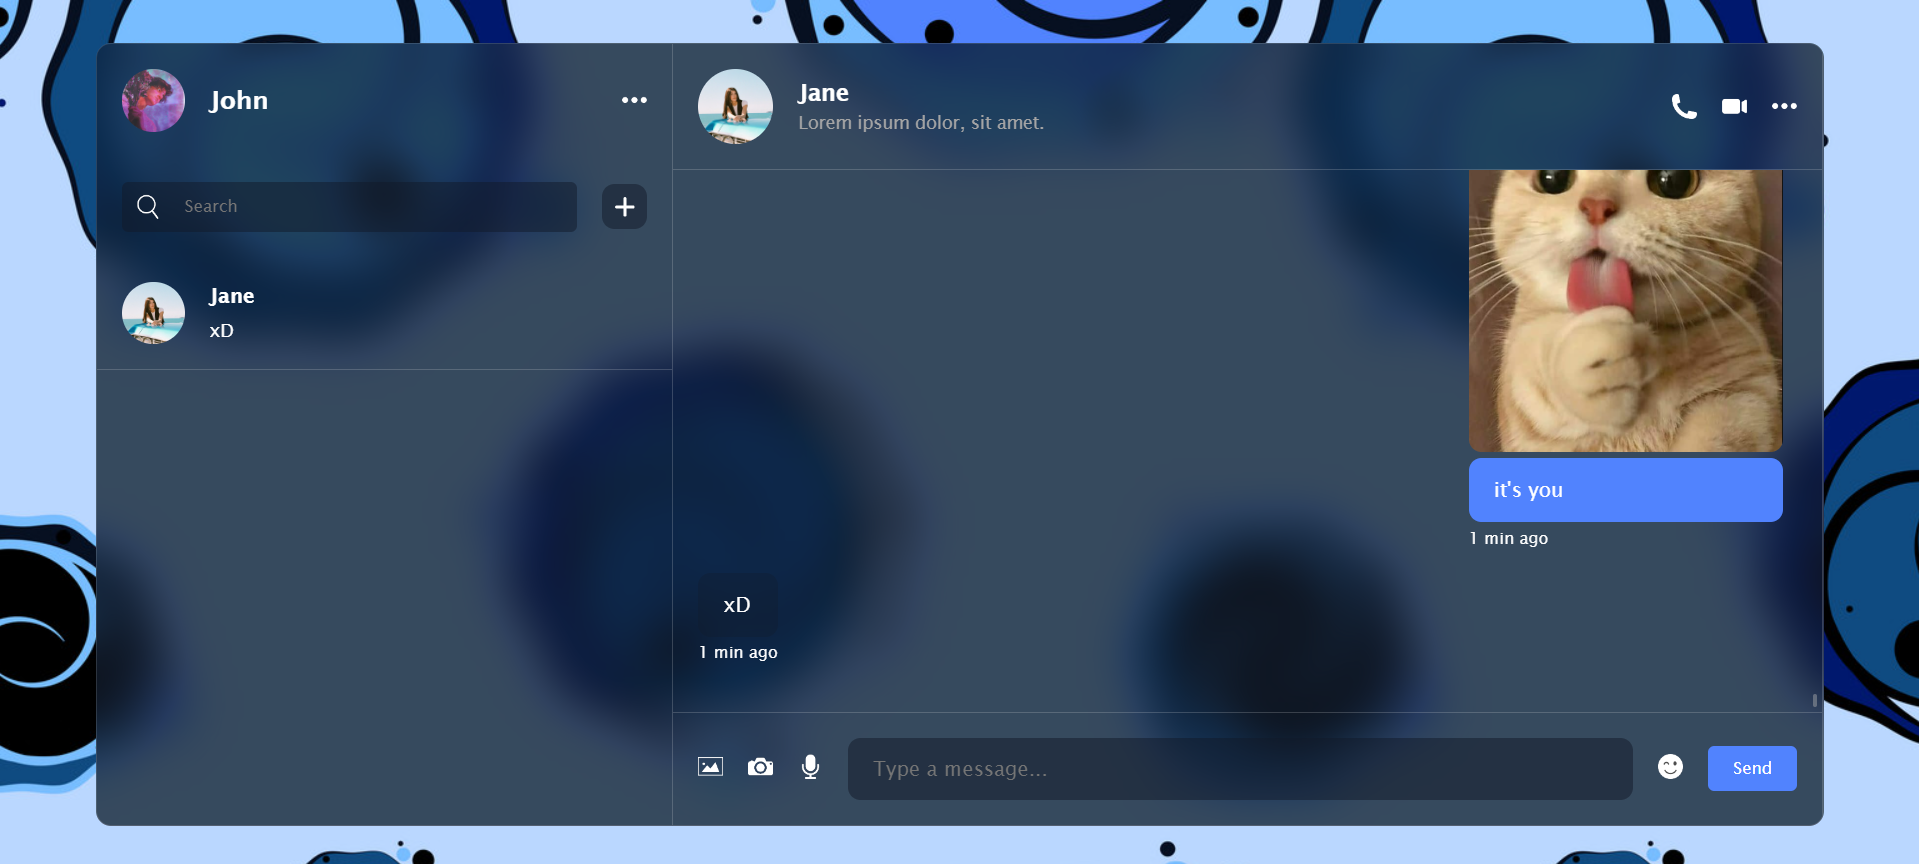 John
Search
Jane
xD
Jane
Lorem ipsum dolor, sit amet.
it's you
1 min ago
xD
1 min ago
Type a message...
Send